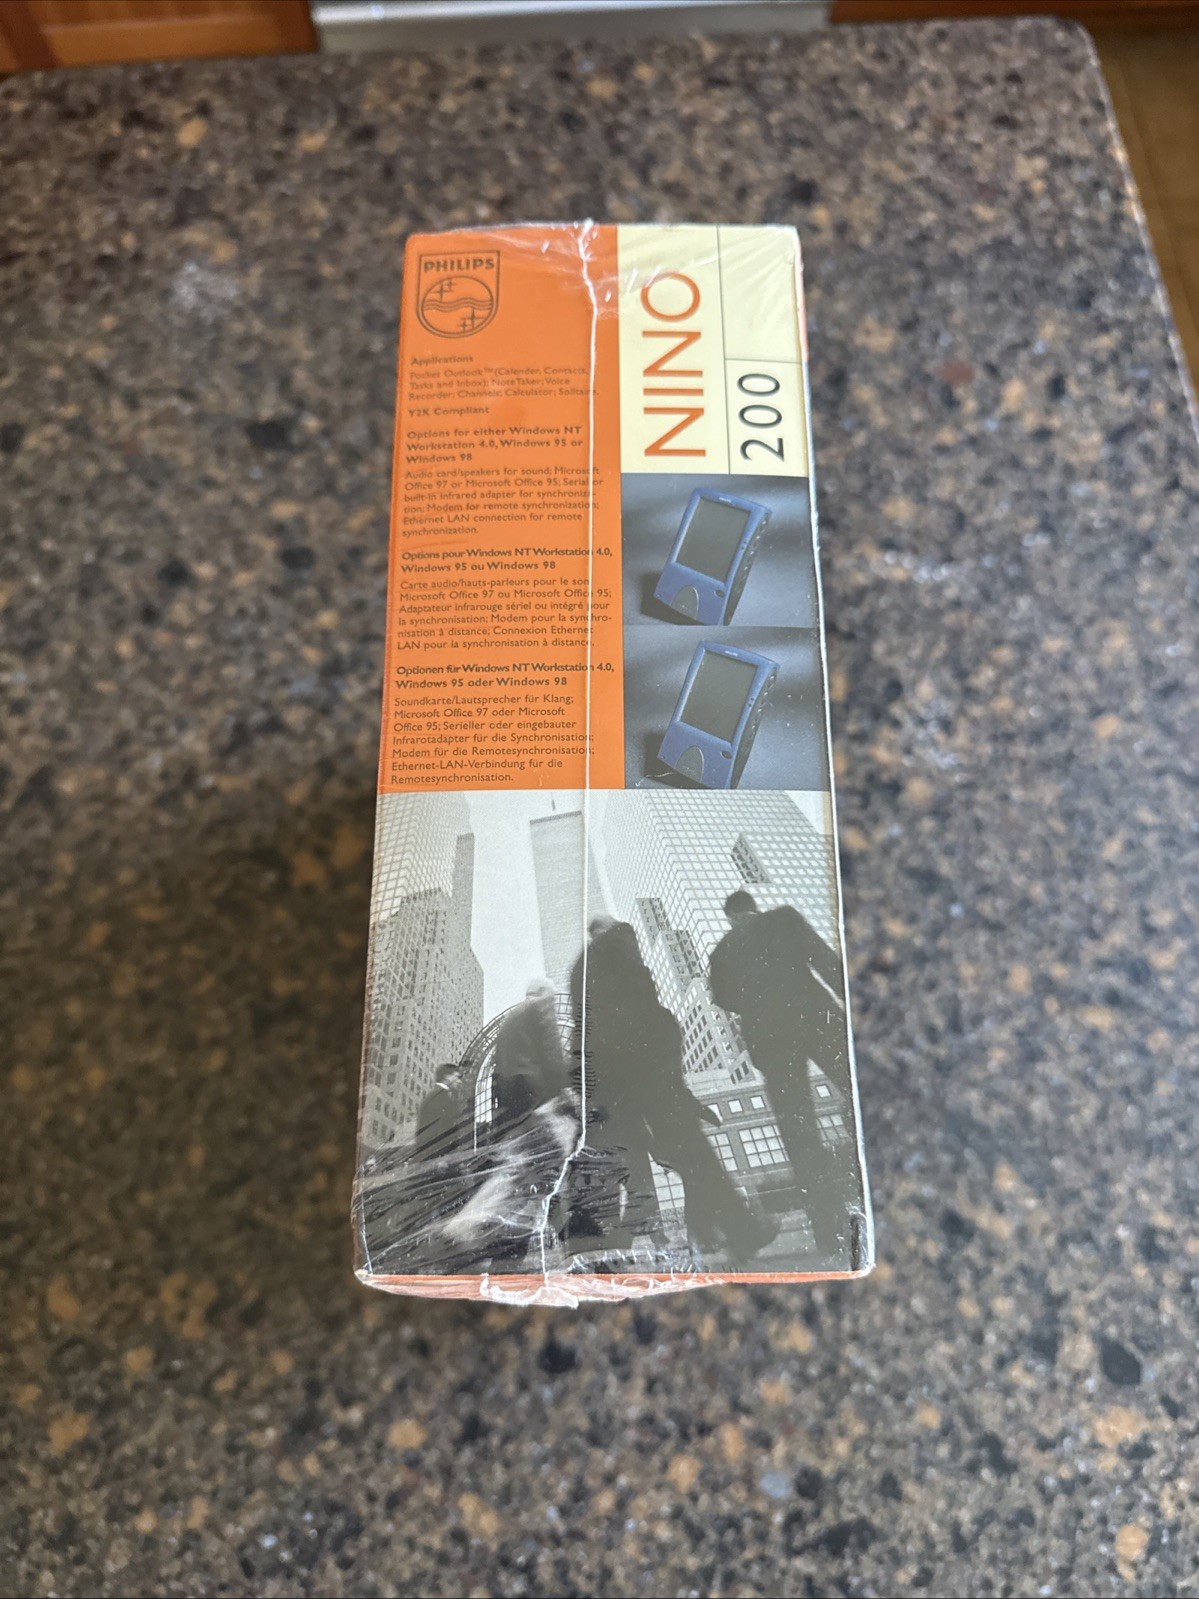 PHILIPS
Applications
Pocket Outlook™ (Calender, Contacts,
Tasks and Inbox); Note Taker; Voice
Recorder; Channels; Calculator; Solitaire
Y2K Compliant
Options for either Windows NT
Workstation 4.0, Windows 95 or
Windows 98
Audio card/speakers for sound; Microsoft
Office 97 or Microsoft Office 95; Serial or
built-in infrared adapter for synchroniza-
tion; Modem for remote synchronization;
Ethernet LAN connection for remote
synchronization.
Options pour Windows NT Workstation 4.0,
Windows 95 ou Windows 98
Carte audio/hauts-parleurs pour le son;
Microsoft Office 97 ou Microsoft Office 95;
Adaptateur infrarouge sériel ou intégré pour
la synchronisation; Modem pour la synchro-
nisation à distance; Connexion Ethernet
LAN pour la synchronisation à distance.
Optionen für Windows NT Workstation 4.0,
Windows 95 oder Windows 98
Soundkarte/Lautsprecher für Klang;
Microsoft Office 97 oder Microsoft
Office 95; Serieller oder eingebauter
Infrarotadapter für die Synchronisation;
Modem für die Remotesynchronisation;
Ethernet-LAN-Verbindung für die
Remotesynchronisation.
NINO
200